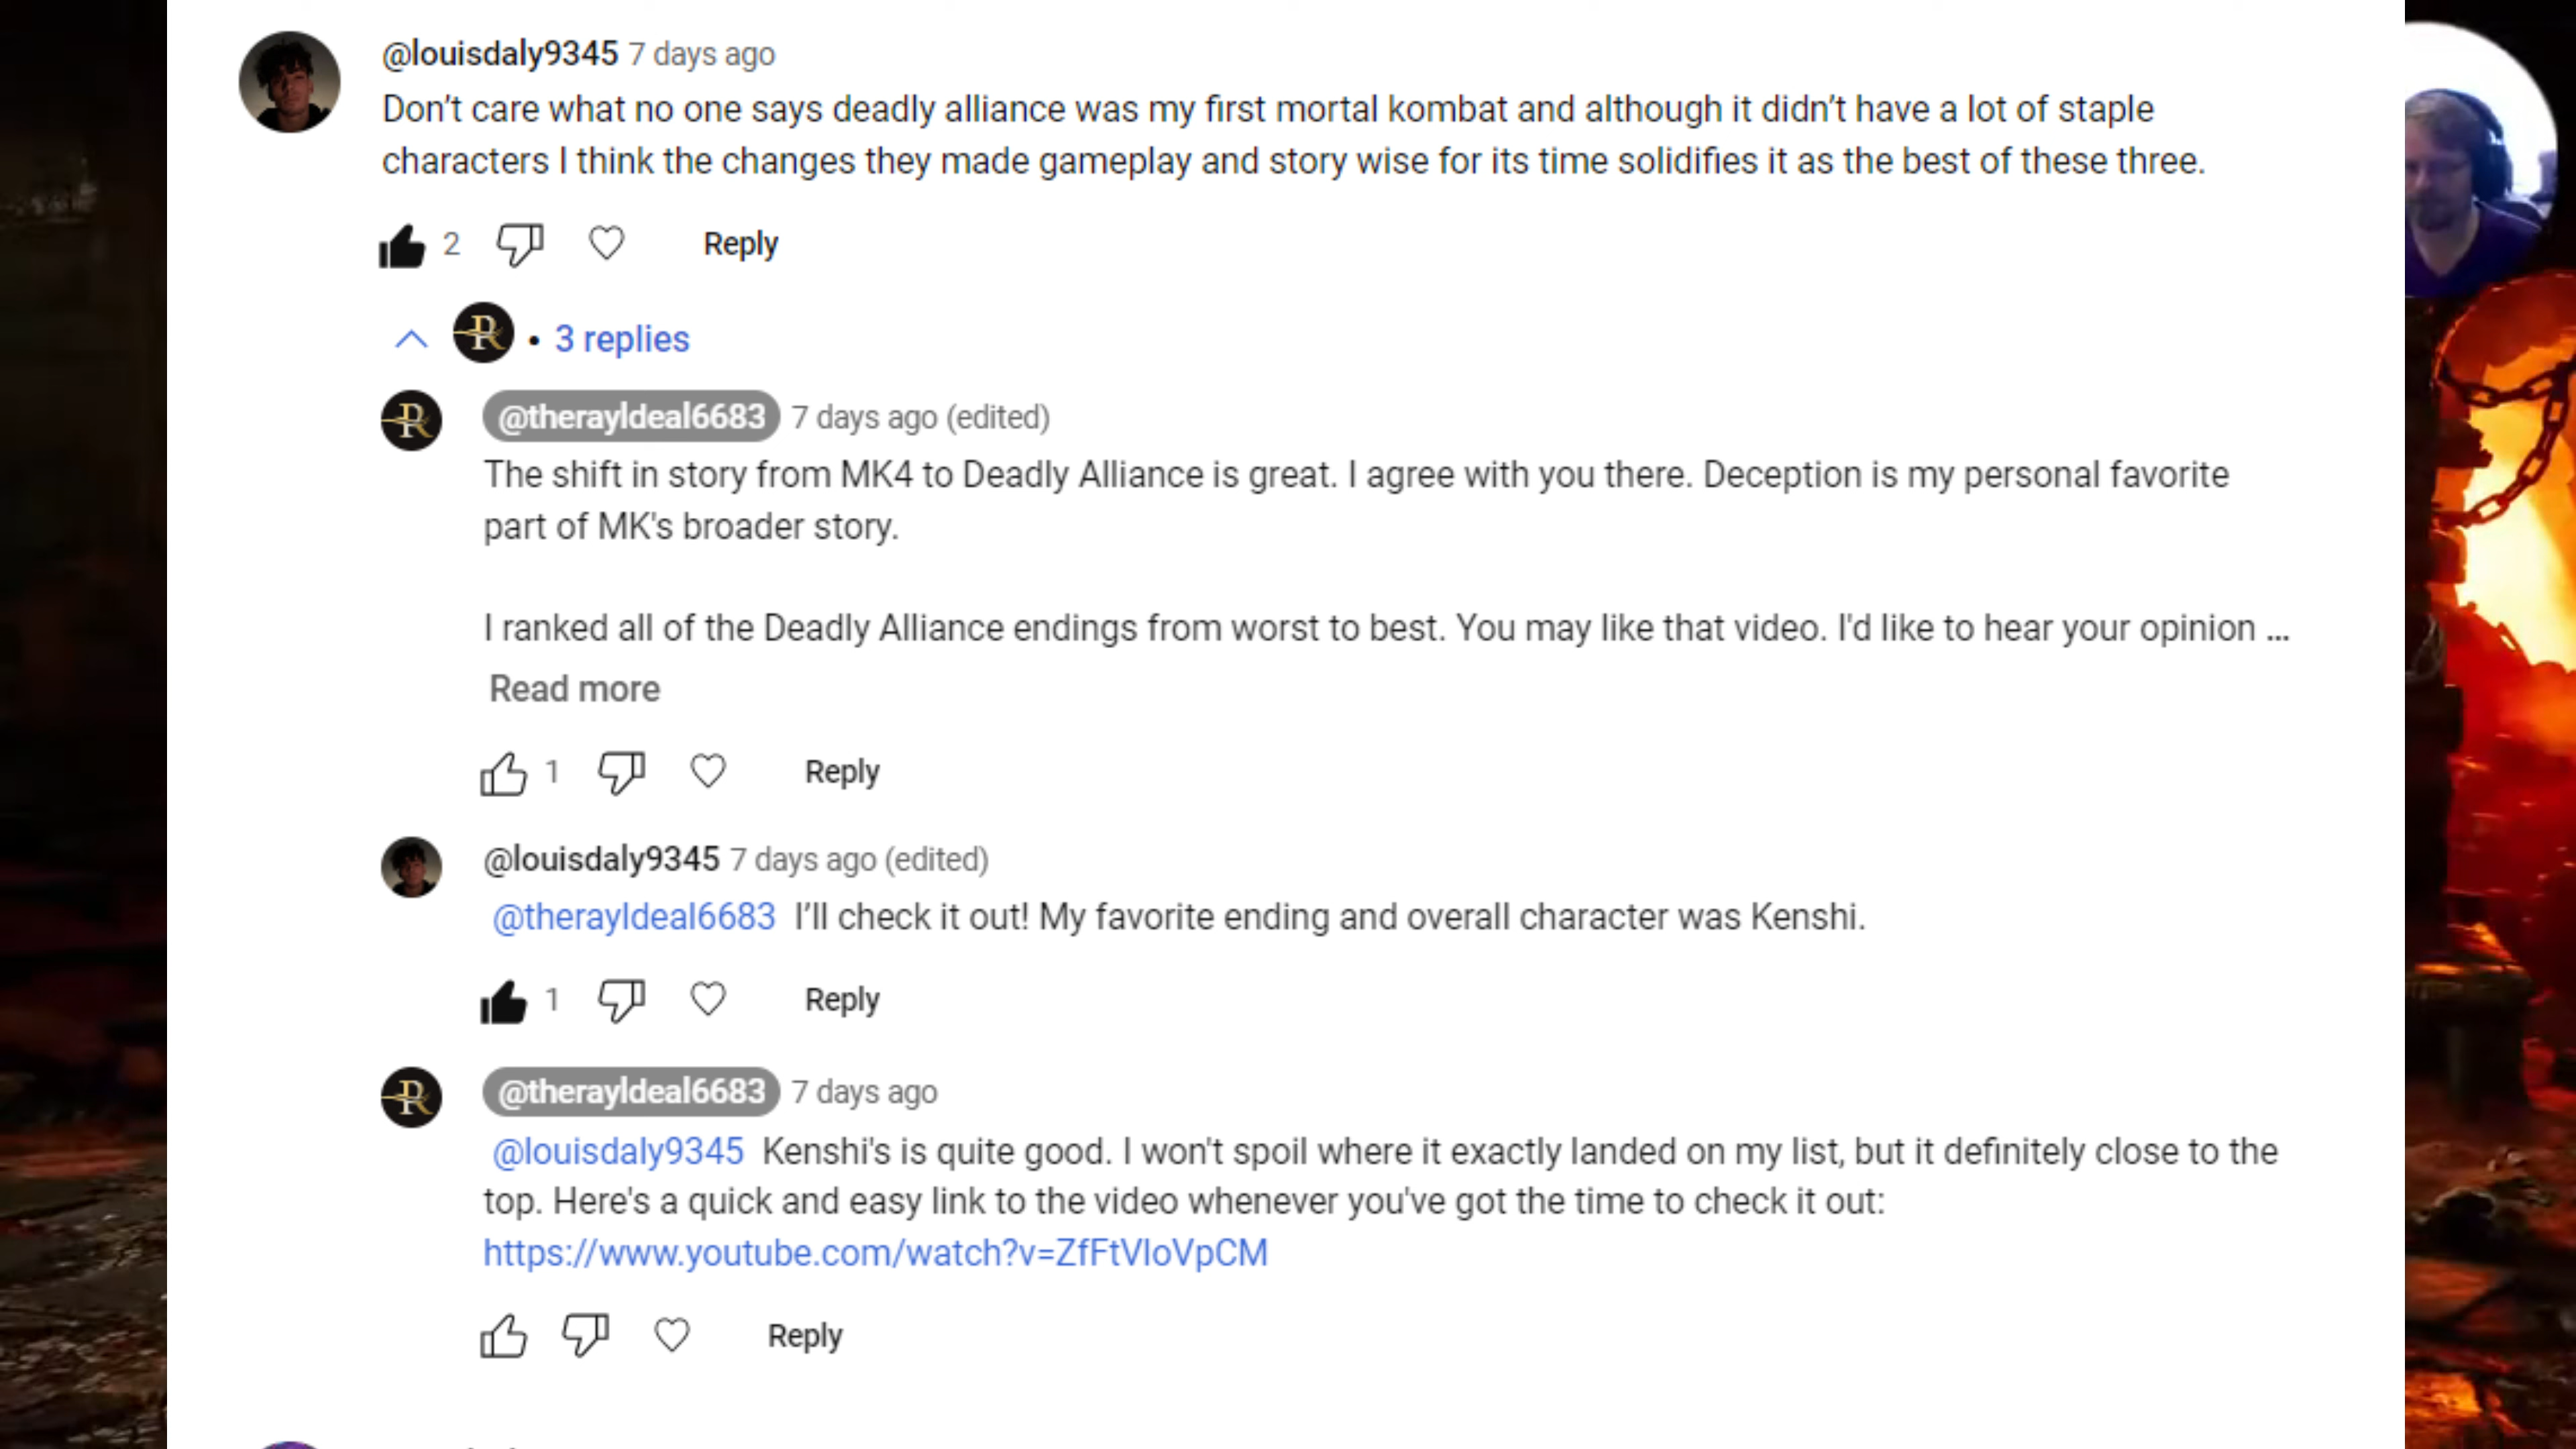 @louisdaly9345 7 days ago
Don’t care what no one says deadly alliance was my first mortal kombat and although it didn’t have a lot of staple
characters I think the changes they made gameplay and story wise for its time solidifies it as the best of these three.
2 Reply
R • 3 replies
R @therayIdeal6683 7 days ago (edited)
The shift in story from MK4 to Deadly Alliance is great. I agree with you there. Deception is my personal favorite
part of MK's broader story.
I ranked all of the Deadly Alliance endings from worst to best. You may like that video. I'd like to hear your opinion ...
Read more
1 Reply
@louisdaly9345 7 days ago (edited)
@therayIdeal6683 I’ll check it out! My favorite ending and overall character was Kenshi.
1 Reply
R @therayIdeal6683 7 days ago
@louisdaly9345 Kenshi's is quite good. I won't spoil where it exactly landed on my list, but it definitely close to the
top. Here's a quick and easy link to the video whenever you've got the time to check it out:
https://www.youtube.com/watch?v=ZfFtVIoVpCM
Reply